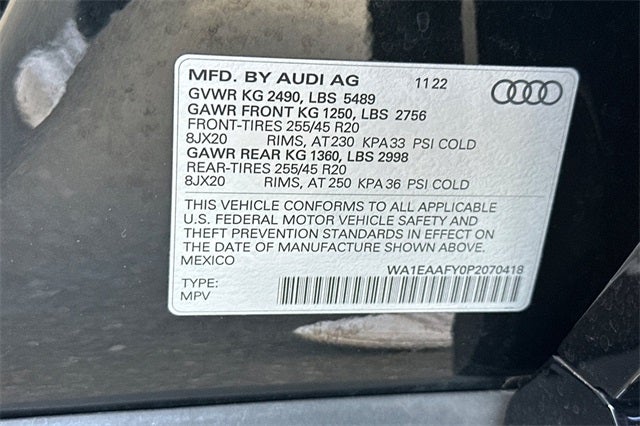 MFD. BY AUDI AG 11 22
GVWR KG 2490, LBS 5489
GAWR FRONT KG 1250, LBS 2756
FRONT-TIRES 255/45 R20
8JX20 RIMS, AT 230 KPA 33 PSI COLD
GAWR REAR KG 1360, LBS 2998
REAR-TIRES 255/45 R20
8JX20 RIMS, AT 250 KPA 36 PSI COLD
THIS VEHICLE CONFORMS TO ALL APPLICABLE
U.S. FEDERAL MOTOR VEHICLE SAFETY AND
THEFT PREVENTION STANDARDS IN EFFECT ON
THE DATE OF MANUFACTURE SHOWN ABOVE.
MEXICO
WA1EAAFY0P2070418
TYPE:
MPV